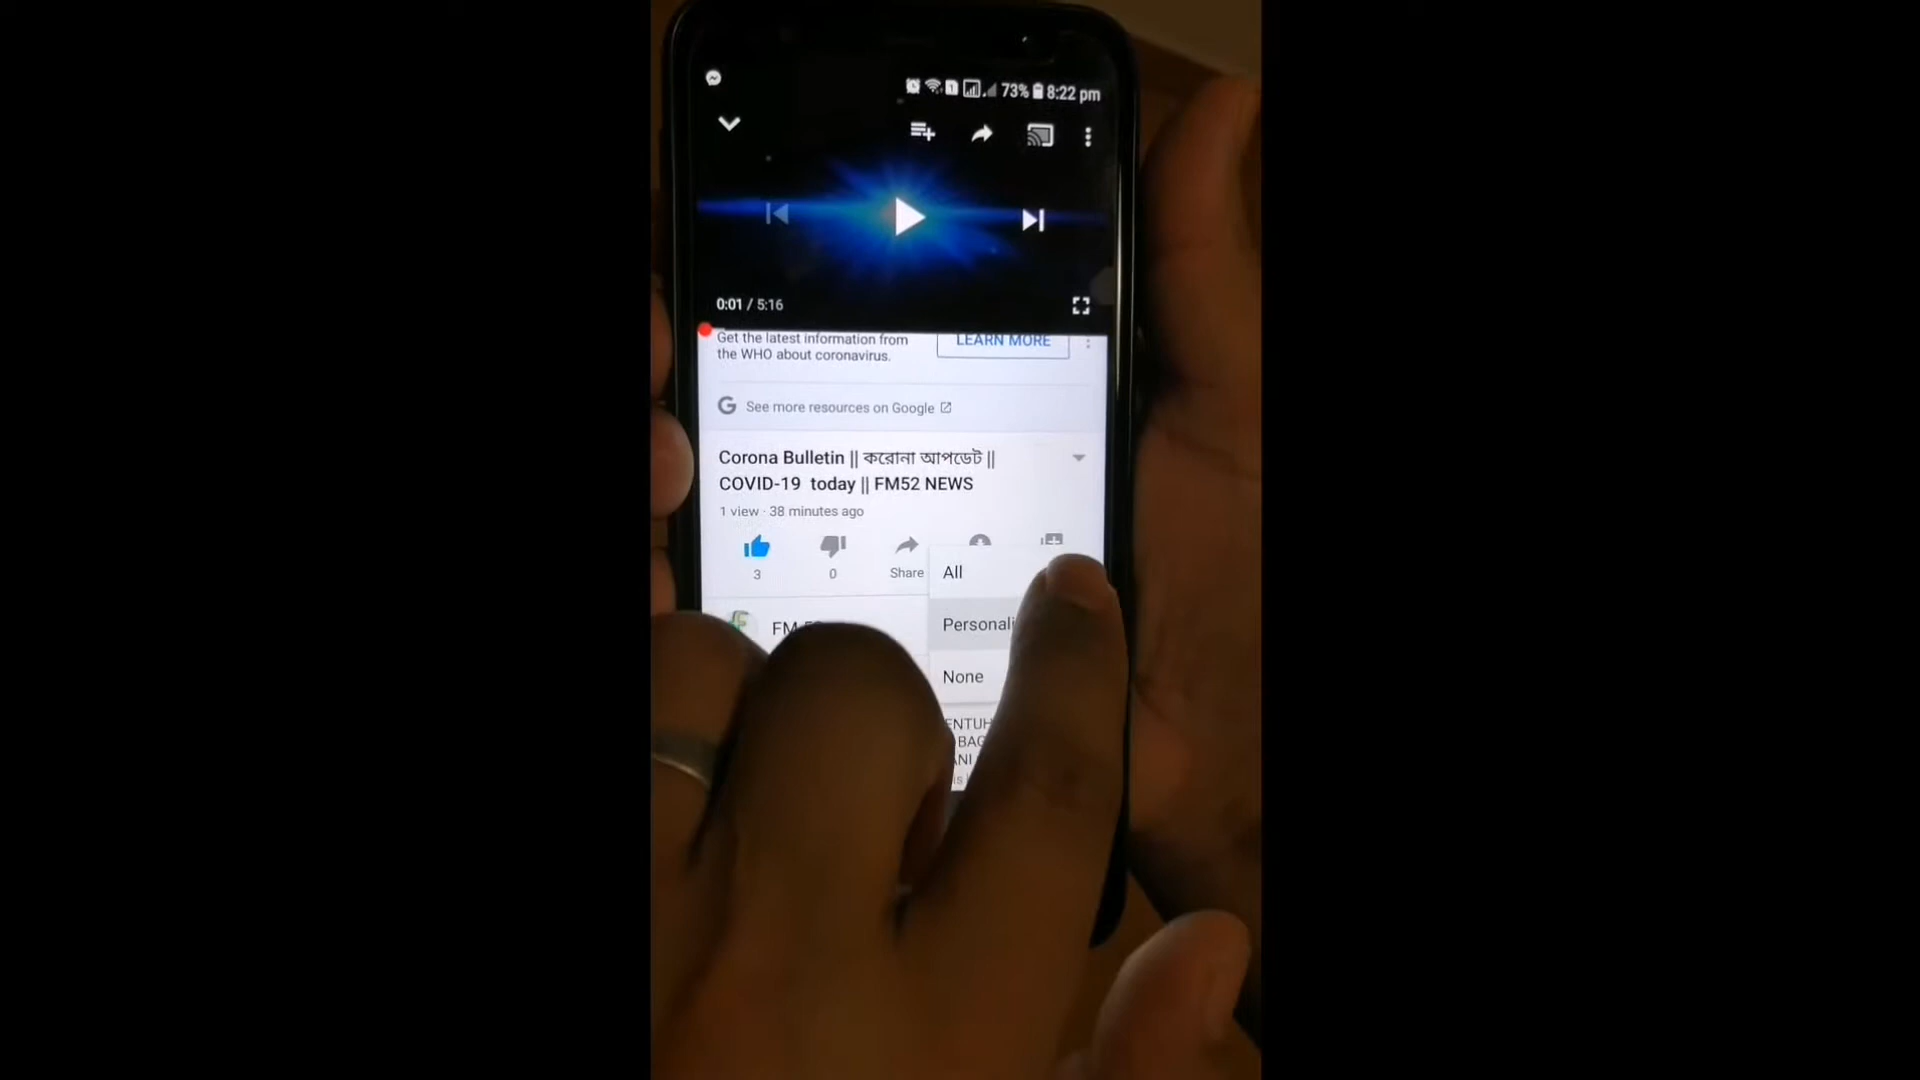 73% 8:22 pm
0:01 / 5:16
Get the latest information from
the WHO about coronavirus.
LEARN MORE
G See more resources on Google
Corona Bulletin || করোনা আপডেট ||
COVID-19 today || FM52 NEWS
1 view · 38 minutes ago
3
0
Share
All
FM
None